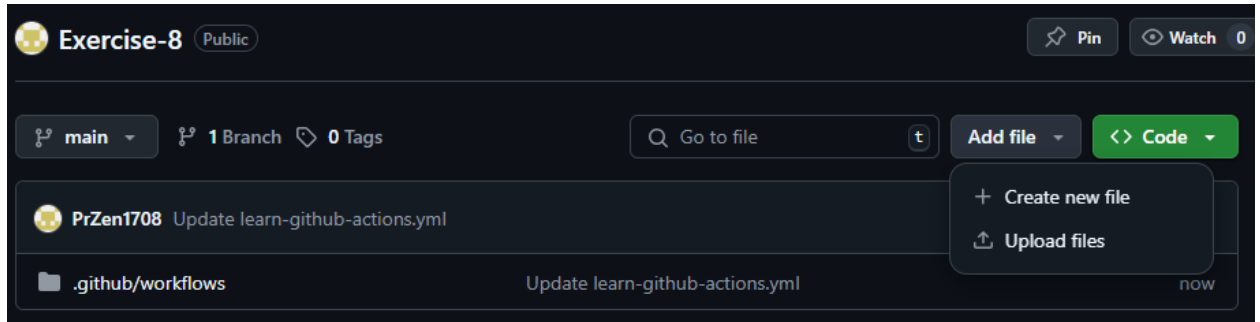 Exercise-8 Public Pin Watch 0
main 1 Branch 0 Tags Go to file t Add file <> Code
Create new file
Upload files
PrZen1708 Update learn-github-actions.yml
.github/workflows Update learn-github-actions.yml now